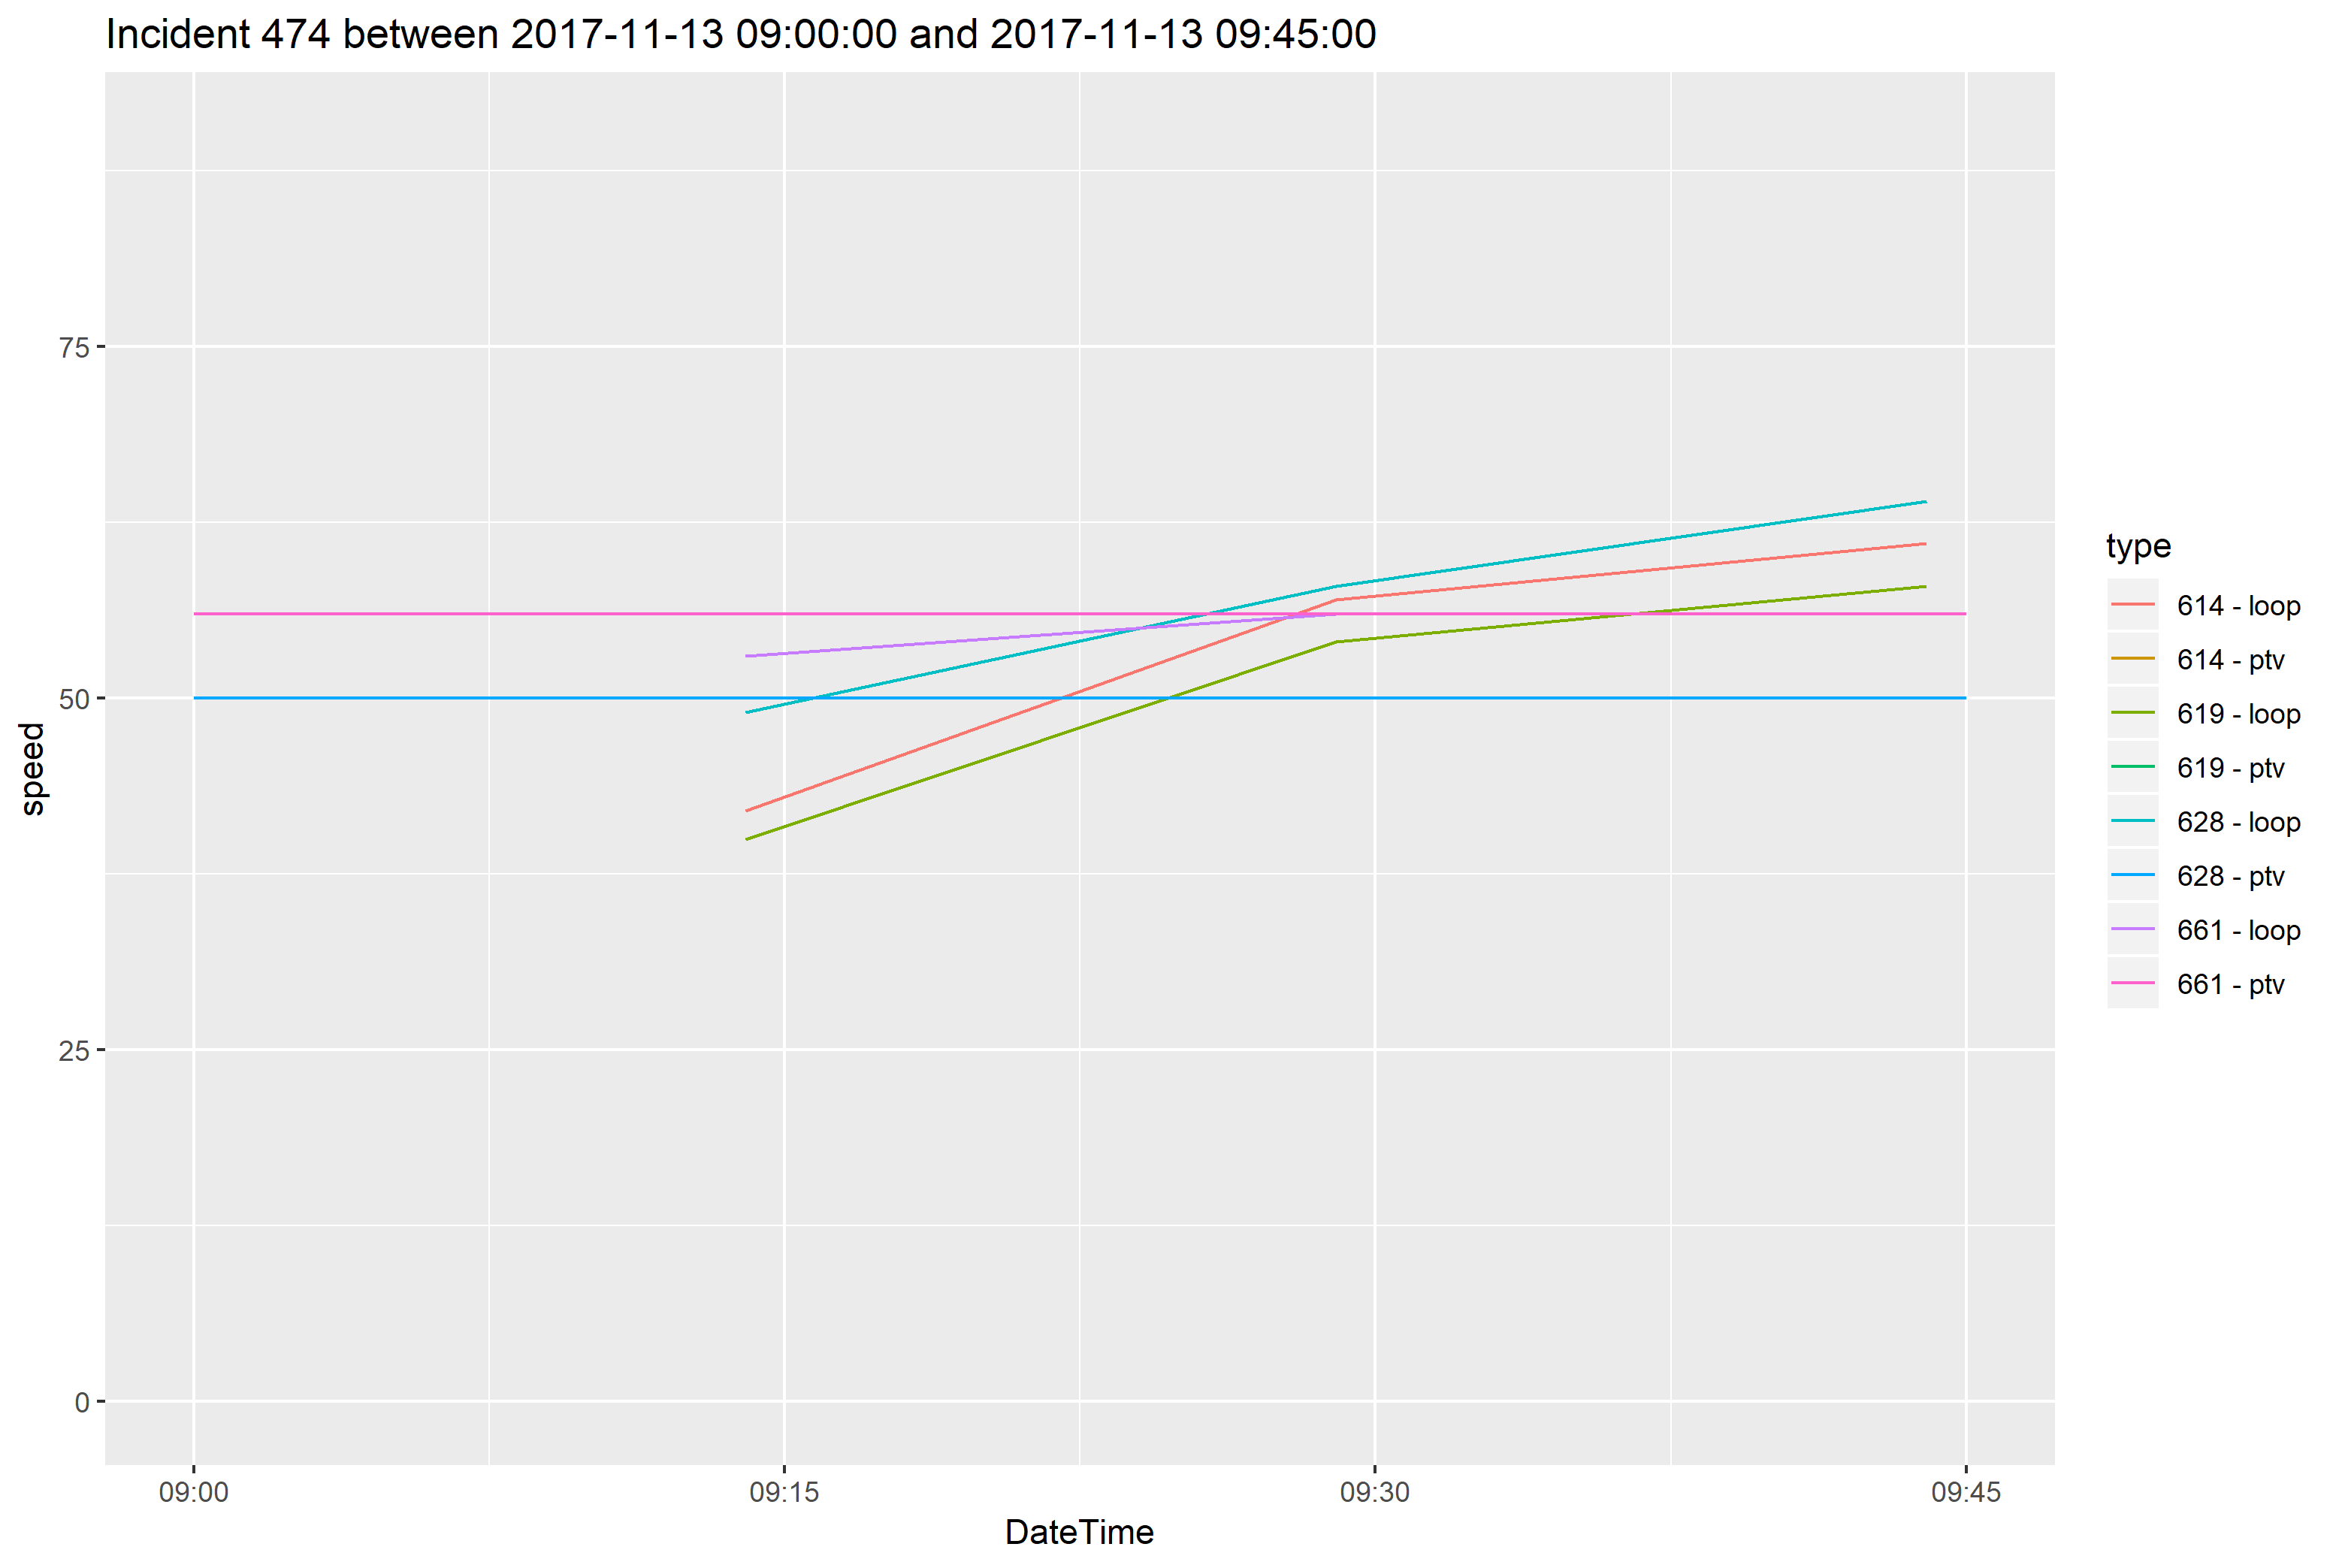 Incident 474 between 2017-11-13 09:00:00 and 2017-11-13 09:45:00
75
50
25
0
speed
09:00
09:15
09:30
09:45
DateTime
type
614 - loop
614 - ptv
619 - loop
619 - ptv
628 - loop
628 - ptv
661 - loop
661 - ptv